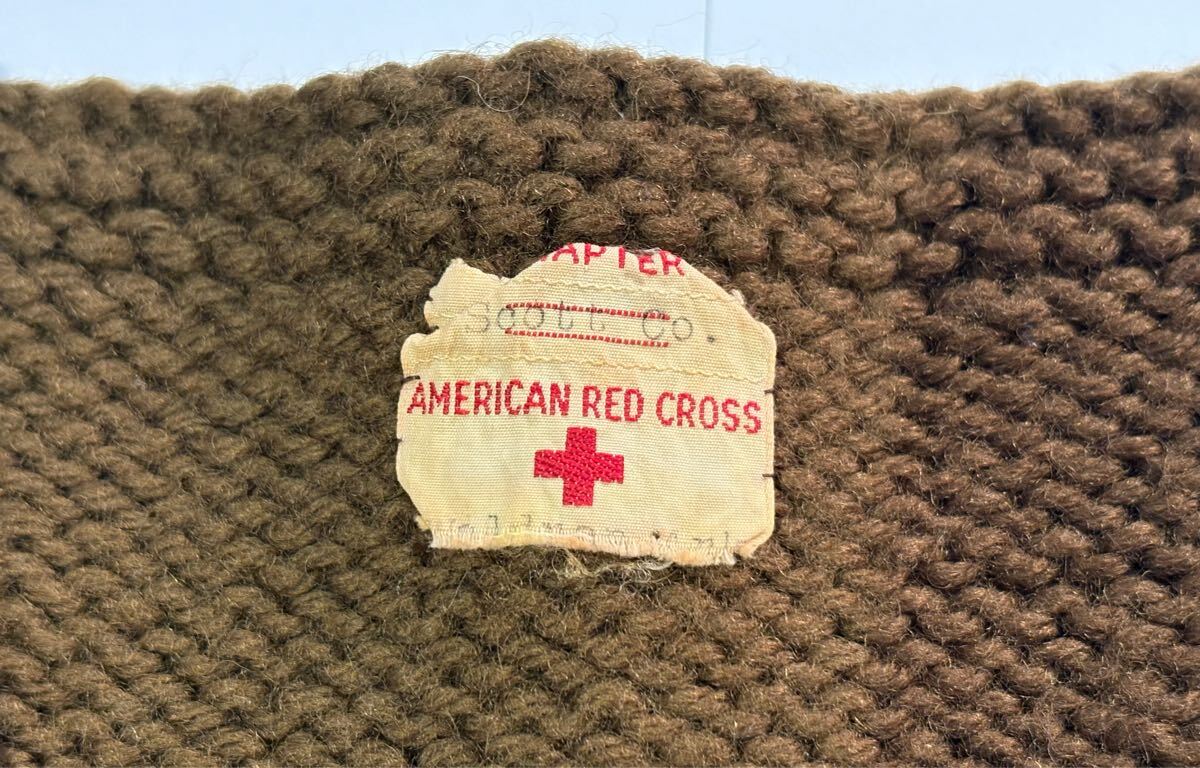 APTER
Scott Co.
AMERICAN RED CROSS